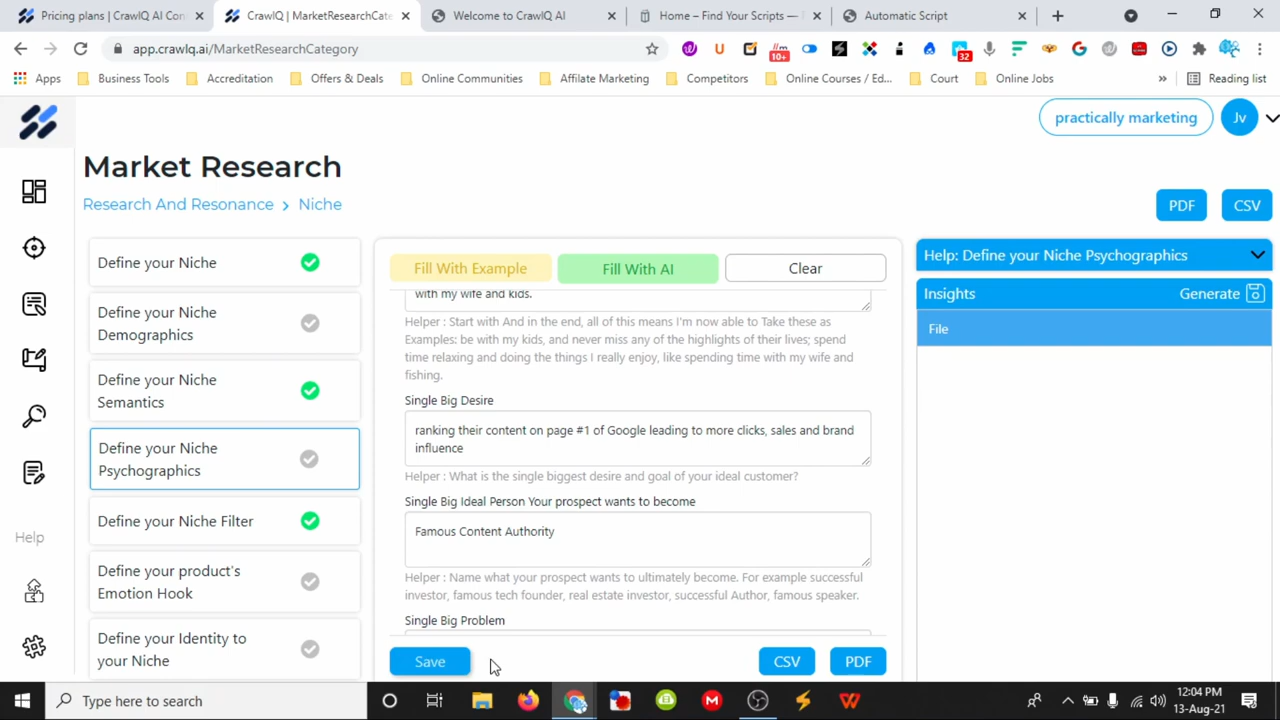 Pricing plans | CrawlQ AI Con
CrawlQ | MarketResearchCate
Welcome to CrawlQ AI
Home – Find Your Scripts —
Automatic Script
app.crawlq.ai/MarketResearchCategory
10+
32
Apps
Business Tools
Accreditation
Offers & Deals
Online Communities
Affilate Marketing
Competitors
Online Courses / Ed...
Court
Online Jobs
»
Reading list
practically marketing
Jv
Market Research
Research And Resonance > Niche
PDF
CSV
Define your Niche
Define your Niche
Demographics
Define your Niche
Semantics
Define your Niche
Psychographics
Define your Niche Filter
Define your product's
Emotion Hook
Define your Identity to
your Niche
Help
Fill With Example
Fill With AI
Clear
with my wife and kids.
Helper : Start with And in the end, all of this means I'm now able to Take these as
Examples: be with my kids, and never miss any of the highlights of their lives; spend
time relaxing and doing the things I really enjoy, like spending time with my wife and
fishing.
Single Big Desire
ranking their content on page #1 of Google leading to more clicks, sales and brand
influence
Helper : What is the single biggest desire and goal of your ideal customer?
Single Big Ideal Person Your prospect wants to become
Famous Content Authority
Helper : Name what your prospect wants to ultimately become. For example successful
investor, famous tech founder, real estate investor, successful Author, famous speaker.
Single Big Problem
Save
CSV
PDF
Help: Define your Niche Psychographics
Insights
Generate
File
Type here to search
12:04 PM
13-Aug-21